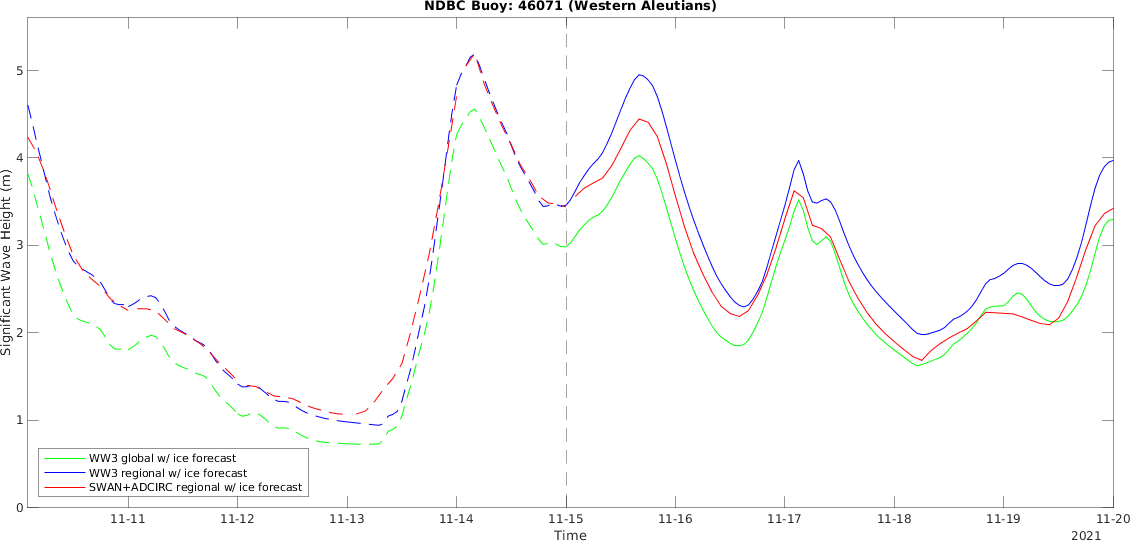 NDBC Buoy: 46071 (Western Aleutians)
Significant Wave Height (m)
5
4
3
2
1
0
WW3 global w/ ice forecast
WW3 regional w/ ice forecast
SWAN+ADCIRC regional w/ ice forecast
11-11 11-12 11-13 11-14 11-15 11-16 11-17 11-18 11-19 11-20
Time
2021